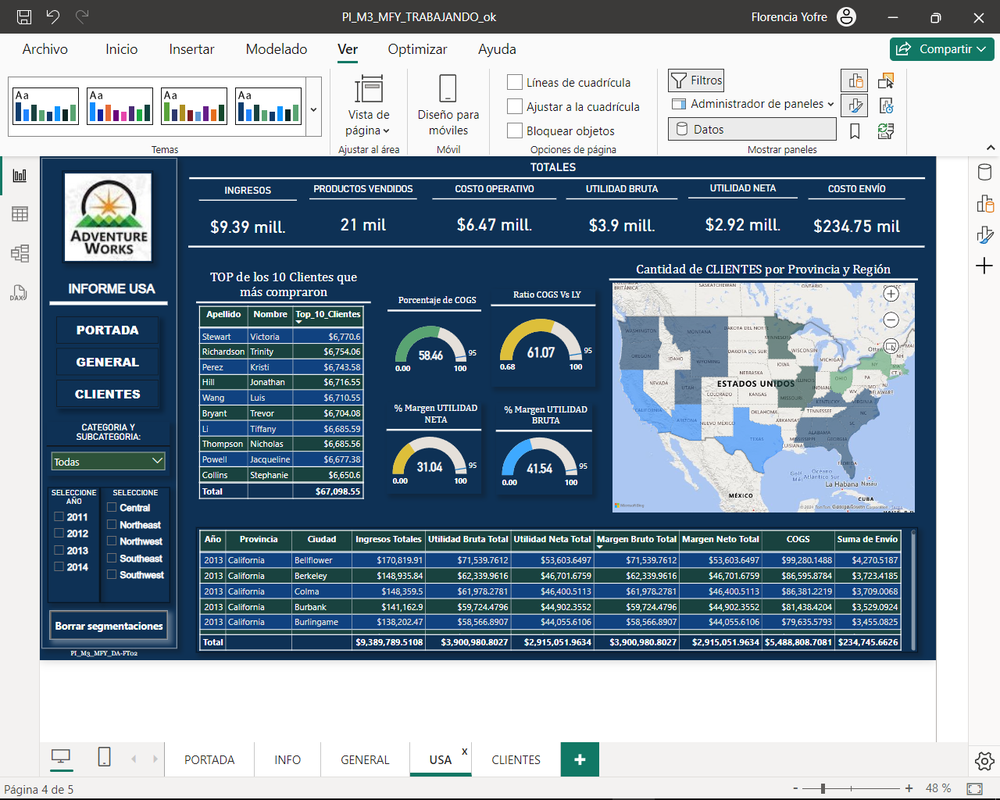 PI_M3_MFY_TRABAJANDO_ok
Florencia Yofre
Archivo Inicio Insertar Modelado Ver Optimizar Ayuda
Compartir
Aa Aa Aa Aa
Temas
Vista de página
Ajustar al área
Diseño para móviles
Móvil
Líneas de cuadrícula
Ajustar a la cuadrícula
Bloquear objetos
Opciones de página
Filtros
Administrador de paneles
Datos
Mostrar paneles
DAX
ADVENTURE WORKS
INFORME USA
PORTADA
GENERAL
CLIENTES
CATEGORIA Y SUBCATEGORIA:
Todas
SELECCIONE AÑO
2011
2012
2013
2014
SELECCIONE
Central
Northeast
Northwest
Southeast
Southwest
Borrar segmentaciones
PI_M3_MFY_DA-FT02
TOTALES
INGRESOS PRODUCTOS VENDIDOS COSTO OPERATIVO UTILIDAD BRUTA UTILIDAD NETA COSTO ENVÍO
$9.39 mill. 21 mil $6.47 mill. $3.9 mill. $2.92 mill. $234.75 mil
TOP de los 10 Clientes que más compraron
Apellido Nombre Top_10_Clientes
Stewart Victoria $6,770.6
Richardson Trinity $6,754.06
Perez Kristi $6,743.58
Hill Jonathan $6,716.55
Wang Luis $6,710.55
Bryant Trevor $6,704.08
Li Tiffany $6,685.59
Thompson Nicholas $6,685.56
Powell Jacqueline $6,677.38
Collins Stephanie $6,650.6
Total $67,098.55
Porcentaje de COGS
58.46
95
0.00 100
Ratio COGS Vs LY
61.07
95
0.68 100
% Margen UTILIDAD NETA
31.04
95
0.00 100
% Margen UTILIDAD BRUTA
41.54
95
0.00 100
Cantidad de CLIENTES por Provincia y Región
BRITÁNICA
SASKATCHEWAN
ONTARIO
WASHINGTON
MONTANA
DAKOTA DEL NORTE
MINNESOTA
OREGON
IDAHO
WYOMING
DAKOTA DEL SUR
WISCONSIN
MICHIGAN
NY
NH
MA
CT
NEVADA
UTAH
NEBRASKA
IOWA
ESTADOS UNIDOS
ILLINOIS
INDIANA
OHIO
PA
NJ
MD
DELAWARE
COLORADO
KANSAS
MISSOURI
WV
KENTUCKY
VIRGINIA
CALIFORNIA
ARIZONA
NUEVO MÉXICO
OKLAHOMA
ARKANSAS
TENNESSEE
NC
SC
TEXAS
LUISIANA
MISSISSIPPI
ALABAMA
GEORGIA
FLORIDA
Océano Atlántico Sur
La Habana
Nasáu
MÉXICO
CUBA
Microsoft Bing
Año Provincia Ciudad Ingresos Totales Utilidad Bruta Total Utilidad Neta Total Margen Bruto Total Margen Neto Total COGS Suma de Envío
2013 California Bellflower $170,819.91 $71,539.7612 $53,603.6497 $71,539.7612 $53,603.6497 $99,280.1488 $4,270.5187
2013 California Berkeley $148,935.84 $62,339.9616 $46,701.6759 $62,339.9616 $46,701.6759 $86,595.8784 $3,723.4185
2013 California Colma $148,359.5 $61,978.2781 $46,400.5113 $61,978.2781 $46,400.5113 $86,381.2219 $3,709.0068
2013 California Burbank $141,162.9 $59,724.4796 $44,902.3552 $59,724.4796 $44,902.3552 $81,438.4204 $3,529.0924
2013 California Burlingame $138,202.47 $58,566.8907 $44,055.6106 $58,566.8907 $44,055.6106 $79,635.5793 $3,455.0825
Total $9,389,789.5108 $3,900,980.8027 $2,915,051.9634 $3,900,980.8027 $2,915,051.9634 $5,488,808.7081 $234,745.6626
PORTADA INFO GENERAL USA x CLIENTES +
Página 4 de 5
- + 48 %